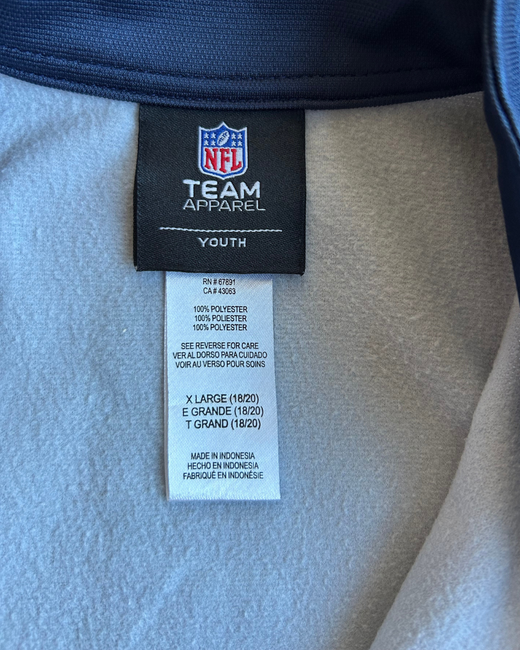 NFL
TEAM
APPAREL
YOUTH
RN # 67891
CA # 43063
100% POLYESTER
100% POLIESTER
100% POLYESTER
SEE REVERSE FOR CARE
VER AL DORSO PARA CUIDADO
VOIR AU VERSO POUR SOINS
X LARGE (18/20)
E GRANDE (18/20)
T GRAND (18/20)
MADE IN INDONESIA
HECHO EN INDONESIA
FABRIQUÉ EN INDONÉSIE